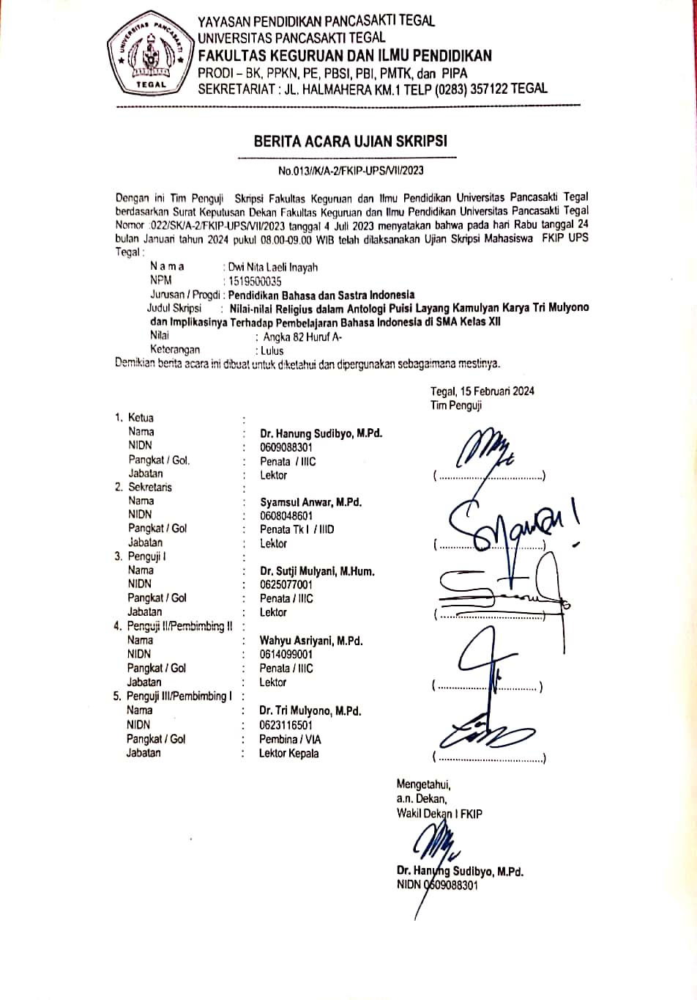 UNIVERSITAS PANCASAKTI
TEGAL
YAYASAN PENDIDIKAN PANCASAKTI TEGAL
UNIVERSITAS PANCASAKTI TEGAL
FAKULTAS KEGURUAN DAN ILMU PENDIDIKAN
PRODI – BK, PPKN, PE, PBSI, PBI, PMTK, dan PIPA
SEKRETARIAT : JL. HALMAHERA KM.1 TELP (0283) 357122 TEGAL
BERITA ACARA UJIAN SKRIPSI
No.013//K/A-2/FKIP-UPS/VII/2023
Dengan ini Tim Penguji Skripsi Fakultas Keguruan dan Ilmu Pendidikan Universitas Pancasakti Tegal
berdasarkan Surat Keputusan Dekan Fakultas Keguruan dan Ilmu Pendidikan Universitas Pancasakti Tegal
Nomor :022/SK/A-2/FKIP-UPS/VII/2023 tanggal 4 Juli 2023 menyatakan bahwa pada hari Rabu tanggal 24
bulan Januari tahun 2024 pukul 08.00-09.00 WIB telah dilaksanakan Ujian Skripsi Mahasiswa FKIP UPS
Tegal :
N a m a : Dwi Nita Laeli Inayah
NPM : 1519500035
Jurusan / Progdi : Pendidikan Bahasa dan Sastra Indonesia
Judul Skripsi : Nilai-nilai Religius dalam Antologi Puisi Layang Kamulyan Karya Tri Mulyono
dan Implikasinya Terhadap Pembelajaran Bahasa Indonesia di SMA Kelas XII
Nilai : Angka 82 Huruf A-
Keterangan : Lulus
Demikian berita acara ini dibuat untuk diketahui dan dipergunakan sebagaimana mestinya.
Tegal, 15 Februari 2024
Tim Penguji
1. Ketua :
Nama : Dr. Hanung Sudibyo, M.Pd.
NIDN : 0609088301
Pangkat / Gol. : Penata / IIIC
Jabatan : Lektor (....................................)
2. Sekretaris :
Nama : Syamsul Anwar, M.Pd.
NIDN : 0608048601
Pangkat / Gol : Penata Tk I / IIID
Jabatan : Lektor (....................................)
3. Penguji I :
Nama : Dr. Sutji Mulyani, M.Hum.
NIDN : 0625077001
Pangkat / Gol : Penata / IIIC
Jabatan : Lektor (....................................)
4. Penguji II/Pembimbing II :
Nama : Wahyu Asriyani, M.Pd.
NIDN : 0614099001
Pangkat / Gol : Penata / IIIC
Jabatan : Lektor (....................................)
5. Penguji III/Pembimbing I :
Nama : Dr. Tri Mulyono, M.Pd.
NIDN : 0623116501
Pangkat / Gol : Pembina / VIA
Jabatan : Lektor Kepala (....................................)
Mengetahui,
a.n. Dekan,
Wakil Dekan I FKIP
Dr. Hanung Sudibyo, M.Pd.
NIDN 0609088301